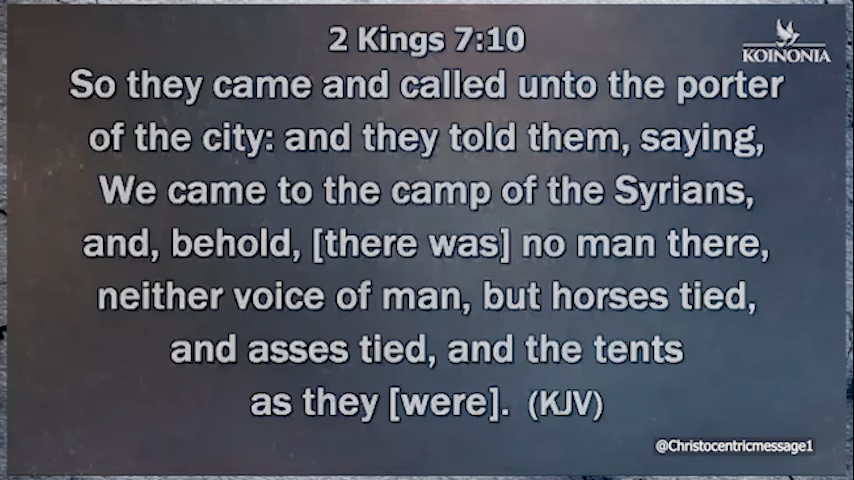 2 Kings 7:10
KOINONIA
So they came and called unto the porter
of the city: and they told them, saying,
We came to the camp of the Syrians,
and, behold, [there was] no man there,
neither voice of man, but horses tied,
and asses tied, and the tents
as they [were]. (KJV)
@Christocentricmessage1